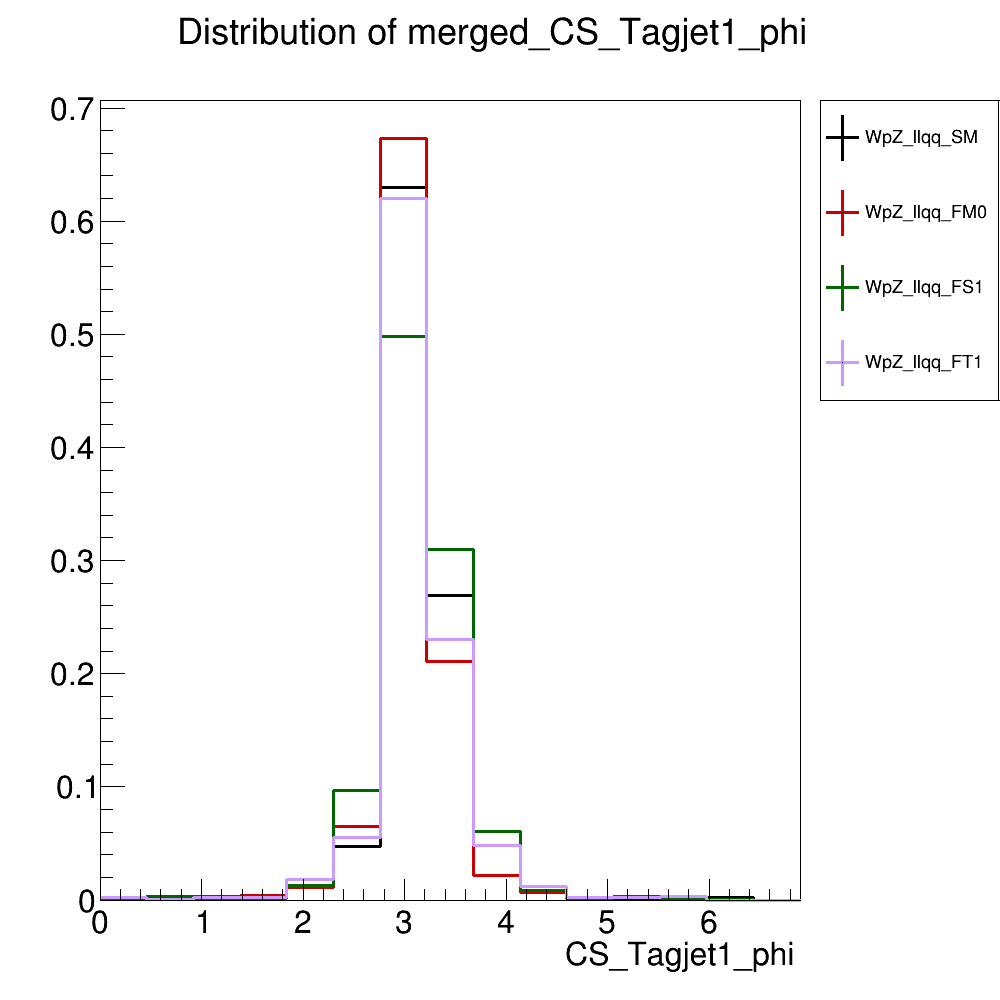 Distribution of merged_CS_Tagjet1_phi
0.7
0.6
0.5
0.4
0.3
0.2
0.1
0
0 1 2 3 4 5 6
CS_Tagjet1_phi
WpZ_llqq_SM
WpZ_llqq_FM0
WpZ_llqq_FS1
WpZ_llqq_FT1